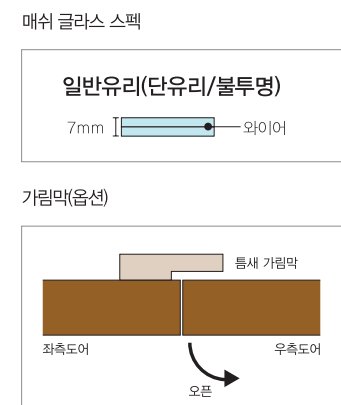 매쉬 글라스 스펙
일반유리(단유리/불투명)
7mm
와이어
가림막(옵션)
틈새 가림막
좌측도어
우측도어
오픈